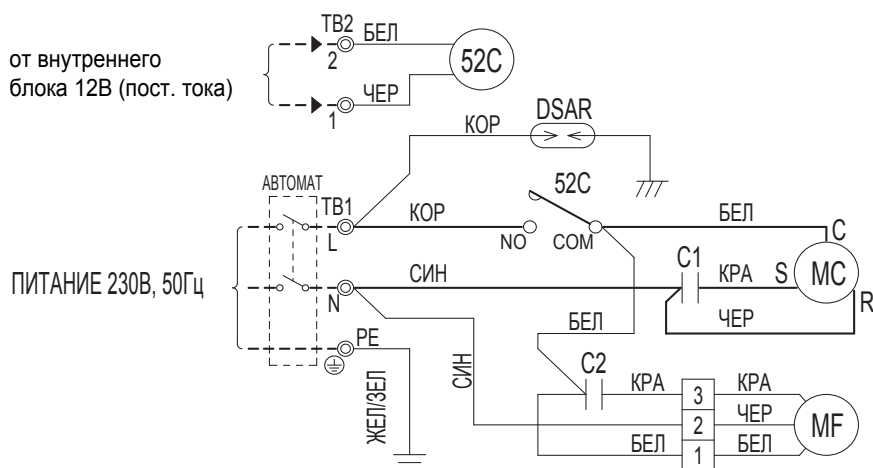 TB2
БЕЛ
2
52C
от внутреннего
блока 12В (пост. тока)
ЧЕР
1
DSAR
КОР
АВТОМАТ
TB1
L
КОР
52C
NO
COM
БЕЛ
C
ПИТАНИЕ 230В, 50Гц
N
СИН
C1
КРА
S
MC
R
ЧЕР
PE
ЖЕЛ/ЗЕЛ
СИН
БЕЛ
C2
КРА
3
КРА
2
ЧЕР
MF
БЕЛ
1
БЕЛ